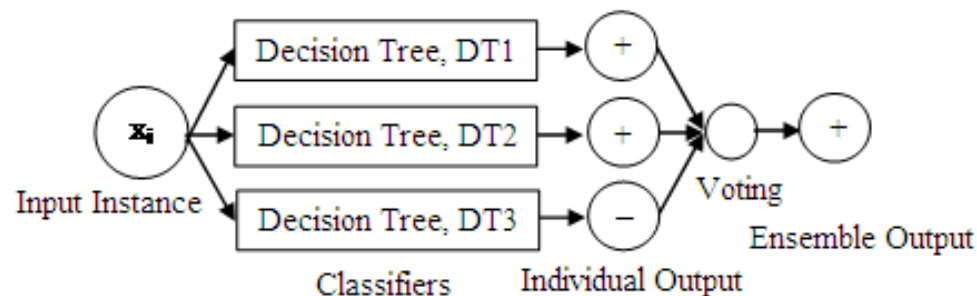 Decision Tree, DT1
+
xi
Decision Tree, DT2
+
+
Input Instance
Voting
Decision Tree, DT3
−
Ensemble Output
Classifiers
Individual Output